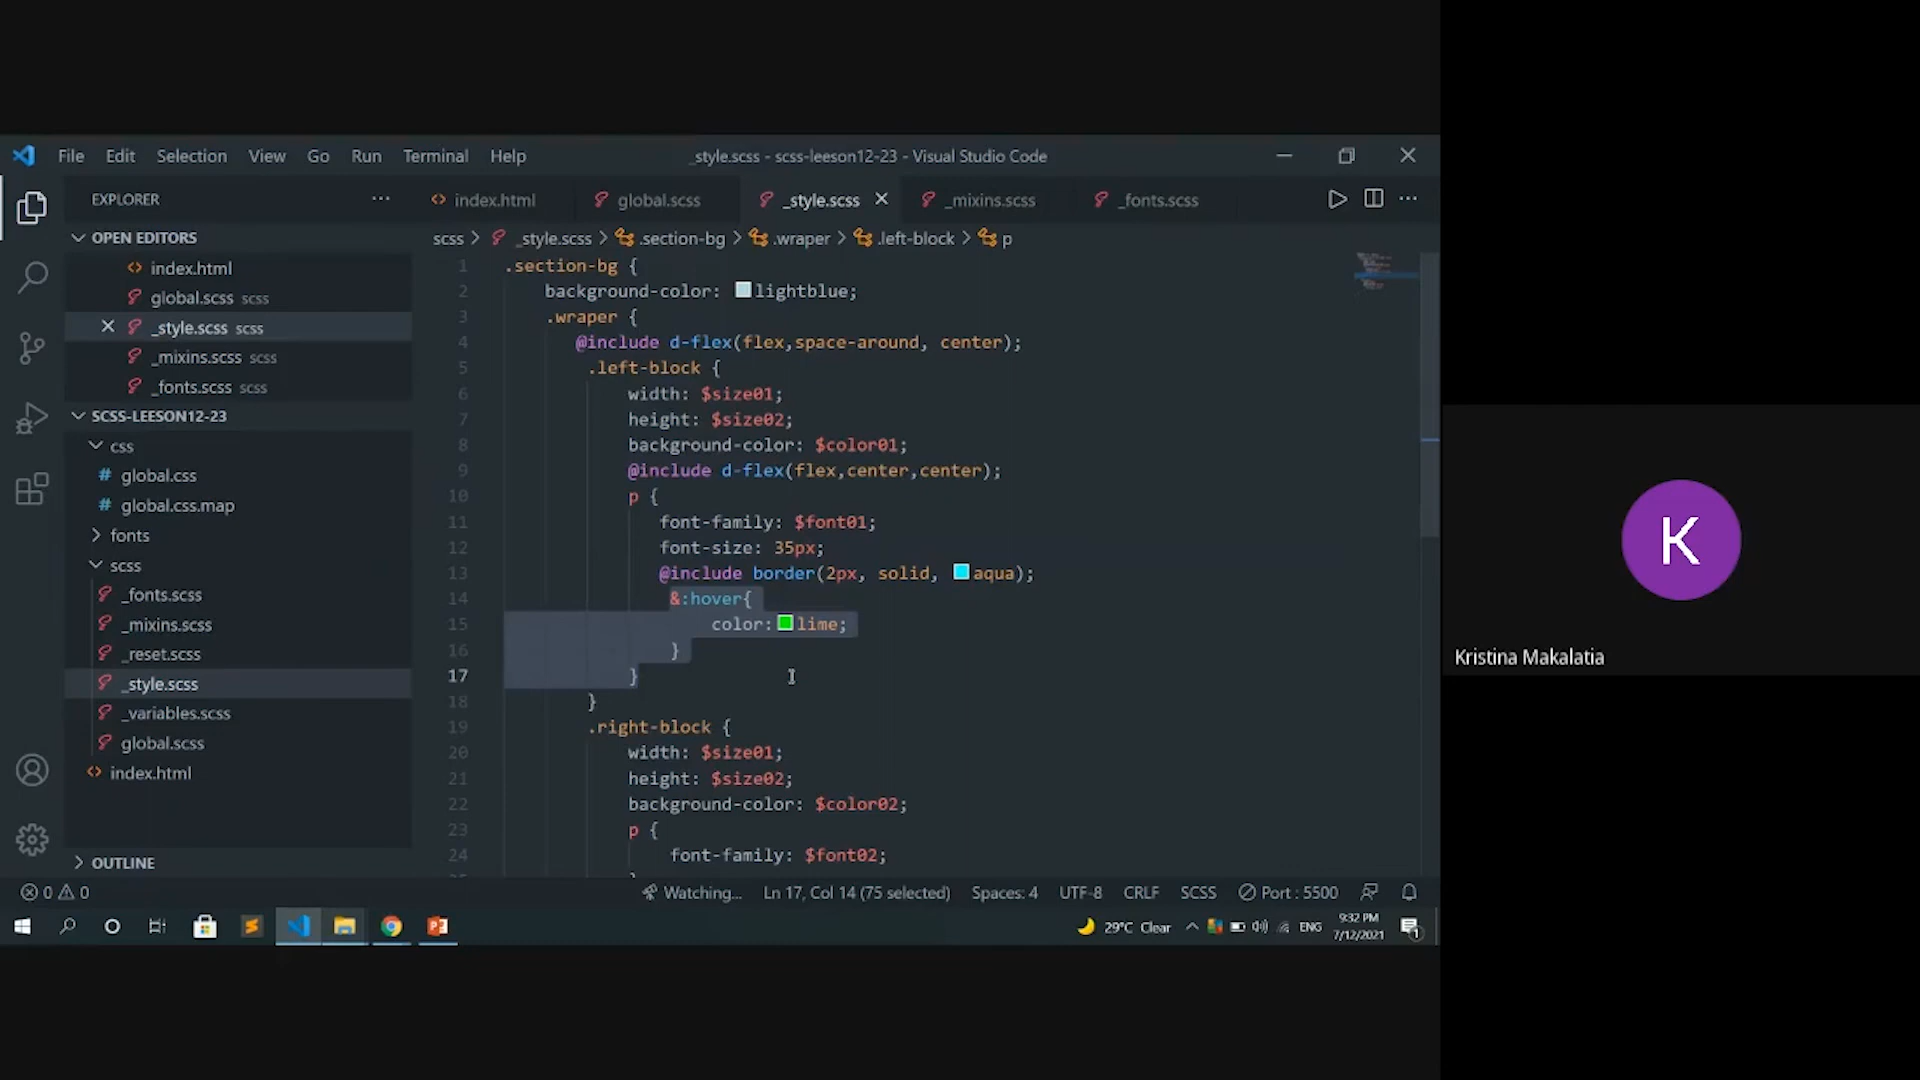 File Edit Selection View Go Run Terminal Help
_style.scss - scss-leeson12-23 - Visual Studio Code
EXPLORER
index.html
global.scss
_style.scss
_mixins.scss
_fonts.scss
OPEN EDITORS
index.html
global.scss scss
_style.scss scss
_mixins.scss scss
_fonts.scss scss
SCSS-LEESON12-23
css
# global.css
# global.css.map
fonts
scss
_fonts.scss
_mixins.scss
_reset.scss
_style.scss
_variables.scss
global.scss
index.html
OUTLINE
scss > _style.scss > .section-bg > .wraper > .left-block > p
1 .section-bg {
2 background-color: lightblue;
3 .wraper {
4 @include d-flex(flex,space-around, center);
5 .left-block {
6 width: $size01;
7 height: $size02;
8 background-color: $color01;
9 @include d-flex(flex,center,center);
10 p {
11 font-family: $font01;
12 font-size: 35px;
13 @include border(2px, solid, aqua);
14 &:hover{
15 color: lime;
16 }
17 }
18 }
19 .right-block {
20 width: $size01;
21 height: $size02;
22 background-color: $color02;
23 p {
24 font-family: $font02;
0 0
Watching... Ln 17, Col 14 (75 selected) Spaces: 4 UTF-8 CRLF SCSS Port : 5500
29°C Clear ENG
9:32 PM
7/12/2021
1
K
Kristina Makalatia